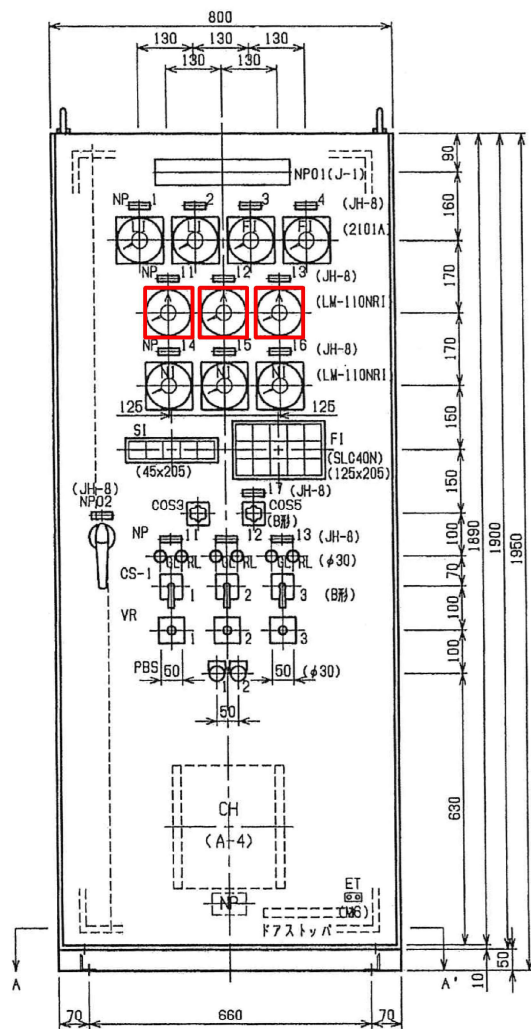 800
130 130 130
130 130
NP01(J-1)
NP 1 2 3 4 (JH-8)
LI LI FI FI (2101A)
NP 11 12 13 (JH-8)
(LM-110NRI)
NP 14 15 16 (JH-8)
(LM-110NRI)
125 125
SI FI
(SLC40N)
(45x205) (125x205)
17 (JH-8)
(JH-8)
NP02
COS3 COS5
(B形)
NP 11 12 13 (JH-8)
GL RL GL RL GL RL (φ30)
CS-1 1 2 3 (B形)
VR 1 2 3
PBS 50 50 (φ30)
1 2
50
CH
(A-4)
NP
ET
(M6)
ドアストッパ
A A'
70 660 70
90
160
170
170
150
150
100
70
100
100
630
10
50
1890
1900
1950